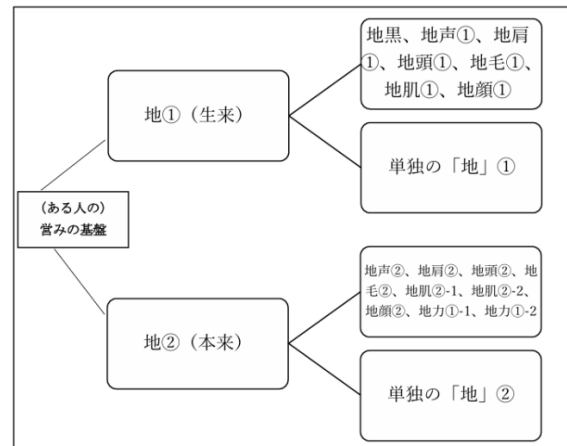 地黒、地声①、地肩
①、地頭①、地毛①、
地肌①、地顔①
地①（生来）
単独の「地」①
（ある人の）
営みの基盤
地声②、地肩②、地頭②、地
毛②、地肌②-1、地肌②-2、
地顔②、地力①-1、地力①-2
地②（本来）
単独の「地」②